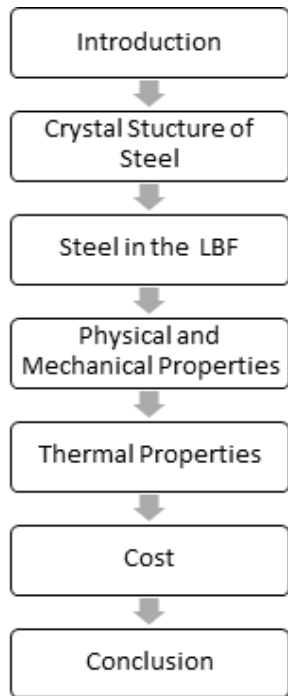 Introduction
Crystal Stucture of
Steel
Steel in the LBF
Physical and
Mechanical Properties
Thermal Properties
Cost
Conclusion